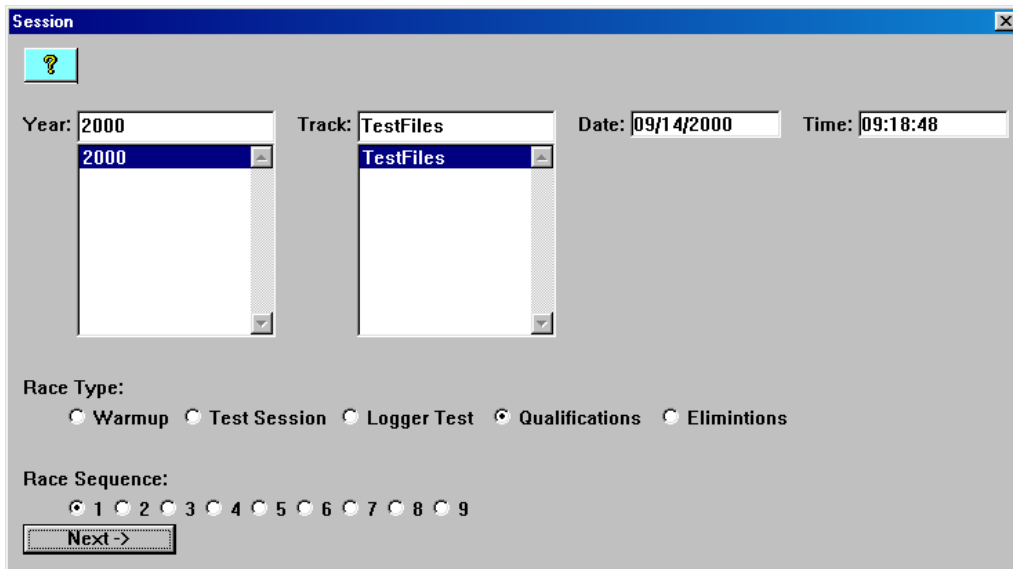 Session
?
Year: 2000 Track: TestFiles Date: 09/14/2000 Time: 09:18:48
2000 TestFiles
Race Type:
Warmup Test Session Logger Test Qualifications Elimintions
Race Sequence:
1 2 3 4 5 6 7 8 9
Next ->